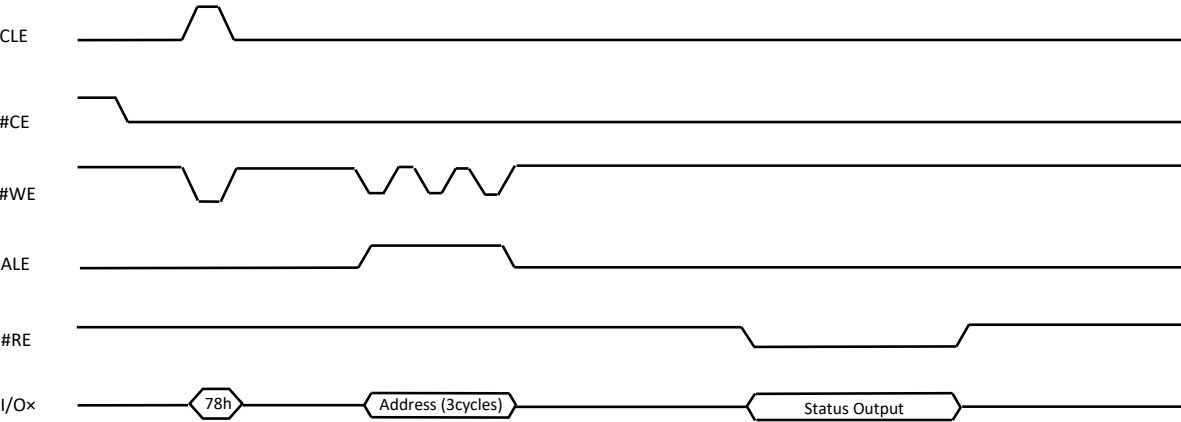 CLE
#CE
#WE
ALE
#RE
I/O×
78h
Address (3cycles)
Status Output